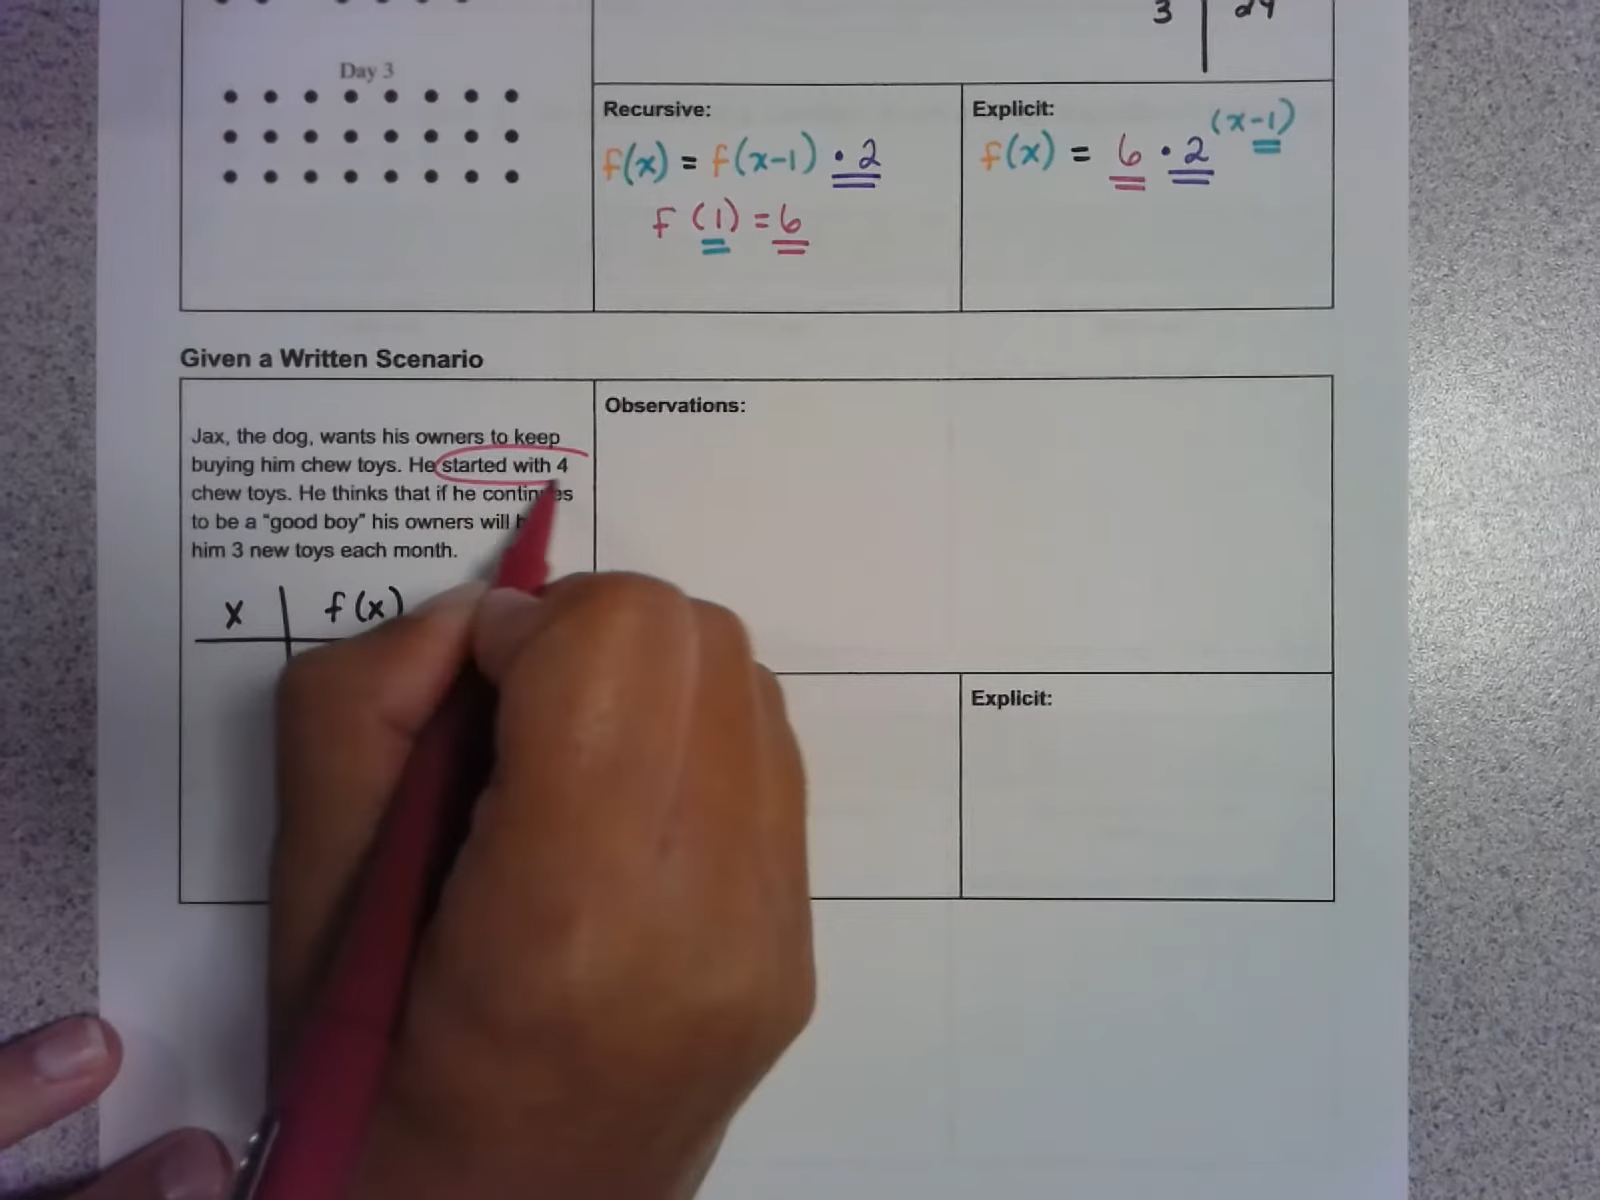 3 | 24
Day 3
Recursive:
f(x) = f(x-1) · 2
f (1) = 6
Explicit:
f(x) = 6 · 2^(x-1)
Given a Written Scenario
Jax, the dog, wants his owners to keep
buying him chew toys. He started with 4
chew toys. He thinks that if he continues
to be a “good boy” his owners will
him 3 new toys each month.
x | f(x)
Observations:
Explicit: